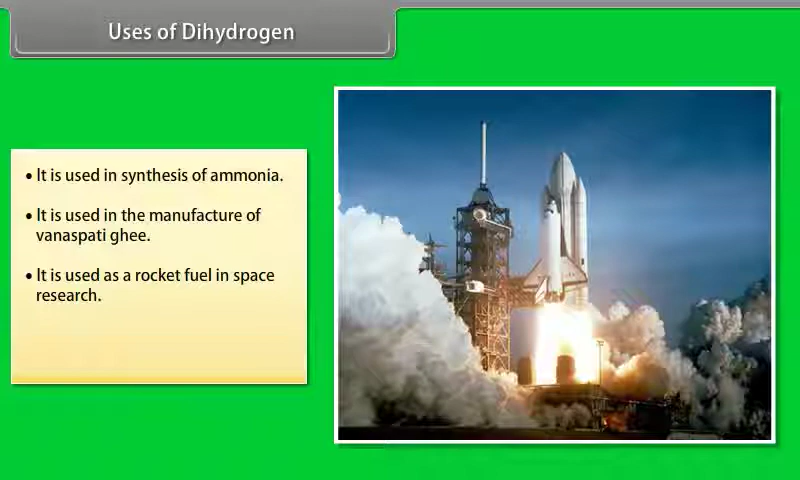 Uses of Dihydrogen
• It is used in synthesis of ammonia.
• It is used in the manufacture of
vanaspati ghee.
• It is used as a rocket fuel in space
research.